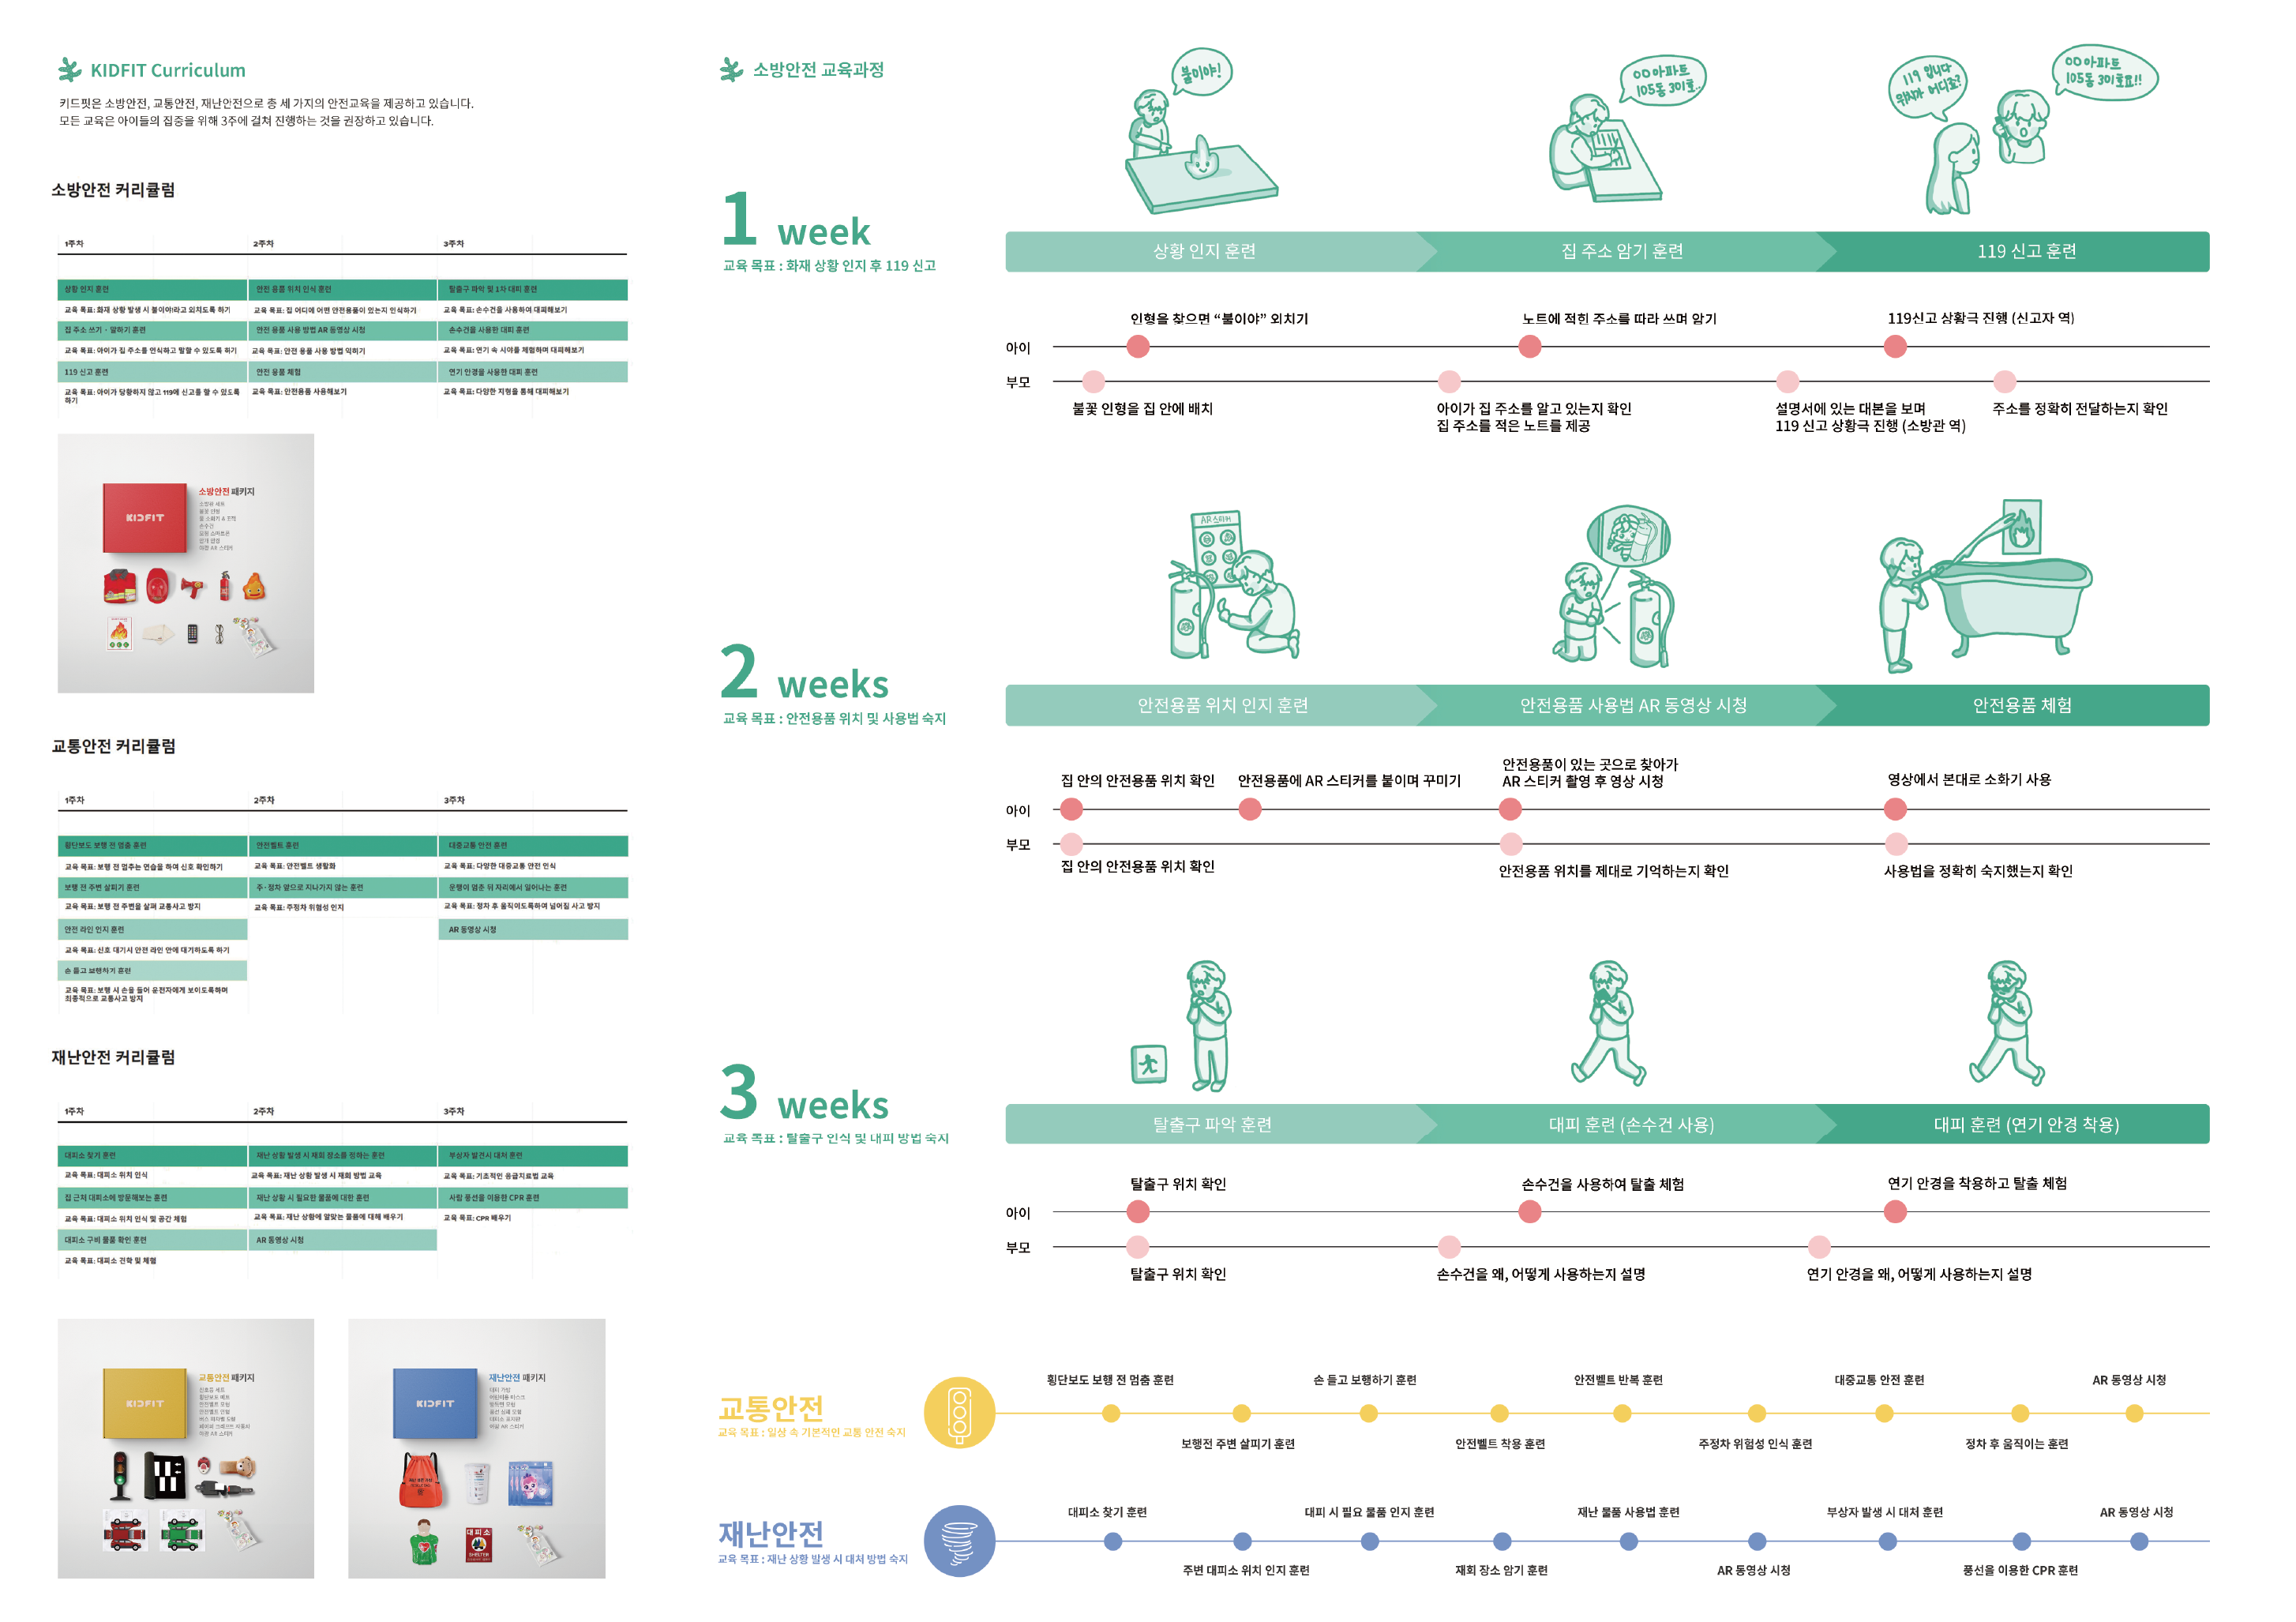 KIDFIT Curriculum
키드핏은 소방안전, 교통안전, 재난안전으로 총 세 가지의 안전교육을 제공하고 있습니다.
모든 교육은 아이들의 집중을 위해 3주에 걸쳐 진행하는 것을 권장하고 있습니다.
소방안전 커리큘럼
1주차 2주차 3주차
상황 인지 훈련 안전 용품 위치 인식 훈련 탈출구 파악 및 1차 대피 훈련
교육 목표: 화재 상황 발생 시 불이야!라고 외치도록 하기 교육 목표: 집 어디에 어떤 안전용품이 있는지 인식하기 교육 목표: 손수건을 사용하여 대피해보기
집 주소 쓰기 - 말하기 훈련 안전 용품 사용 방법 AR 동영상 시청 손수건을 사용한 대피 훈련
교육 목표: 아이가 집 주소를 인식하고 말할 수 있도록 하기 교육 목표: 안전 용품 사용 방법 익히기 교육 목표: 연기 속 시야를 체험하며 대피해보기
119 신고 훈련 안전 용품 체험 연기 안경을 사용한 대피 훈련
교육 목표: 아이가 당황하지 않고 119에 신고를 할 수 있도록 교육 목표: 안전용품 사용해보기 교육 목표: 다양한 지형을 통해 대피해보기
하기
KIDFIT
소방안전 패키지
소방관 세트
불꽃 인형
손수건
이름 AR 스티커
교통안전 커리큘럼
1주차 2주차 3주차
횡단보도 보행 전 멈춤 훈련 안전벨트 훈련 대중교통 안전 훈련
교육 목표: 보행 전 멈추는 연습을 하여 신호 확인하기 교육 목표: 안전벨트 생활화 교육 목표: 다양한 대중교통 안전 인식
보행 전 주변 살피기 훈련 주·정차 앞으로 지나가지 않는 훈련 운행이 멈춘 뒤 자리에서 일어나는 훈련
교육 목표: 보행 전 주변을 살펴 교통사고 방지 교육 목표: 주정차 위험성 인지 교육 목표: 정차 후 움직이도록하여 넘어짐 사고 방지
안전 라인 인지 훈련 AR 동영상 시청
교육 목표: 신호 대기시 안전 라인 안에 대기하도록 하기
손 들고 보행하기 훈련
교육 목표: 보행 시 손을 들어 운전자에게 보이도록하며
최종적으로 교통사고 방지
재난안전 커리큘럼
1주차 2주차 3주차
대피소 찾기 훈련 재난 상황 발생 시 재회 장소를 정하는 훈련 부상자 발견시 대처 훈련
교육 목표: 대피소 위치 인식 교육 목표: 재난 상황 발생 시 재회 방법 교육 교육 목표: 기초적인 응급치료법 교육
집 근처 대피소에 방문해보는 훈련 재난 상황 시 필요한 물품에 대한 훈련 사람 풍선을 이용한 CPR 훈련
교육 목표: 대피소 위치 인식 및 공간 체험 교육 목표: 재난 상황에 알맞는 물품에 대해 배우기 교육 목표: CPR 배우기
대피소 구비 물품 확인 훈련 AR 동영상 시청
교육 목표: 대피소 견학 및 체험
KIDFIT
교통안전 패키지
신호등 세트
횡단보도 매트
안전벨트 모형
안전벨트 인형
KIDFIT
재난안전 패키지
대피 가방
대피소
SHELTER
소방안전 교육과정
불이야!
OO아파트
105동 301호..
119 입니다
위치가 어디죠?
OO아파트
105동 301호요!!
1 week
교육 목표 : 화재 상황 인지 후 119 신고
상황 인지 훈련 집 주소 암기 훈련 119 신고 훈련
인형을 찾으면 “불이야” 외치기 노트에 적힌 주소를 따라 쓰며 암기 119신고 상황극 진행 (신고자 역)
아이
부모
불꽃 인형을 집 안에 배치 아이가 집 주소를 알고 있는지 확인 설명서에 있는 대본을 보며 주소를 정확히 전달하는지 확인
집 주소를 적은 노트를 제공 119 신고 상황극 진행 (소방관 역)
AR 스티커
2 weeks
교육 목표 : 안전용품 위치 및 사용법 숙지
안전용품 위치 인지 훈련 안전용품 사용법 AR 동영상 시청 안전용품 체험
안전용품이 있는 곳으로 찾아가
집 안의 안전용품 위치 확인 안전용품에 AR 스티커를 붙이며 꾸미기 AR 스티커 촬영 후 영상 시청 영상에서 본대로 소화기 사용
아이
부모
집 안의 안전용품 위치 확인 안전용품 위치를 제대로 기억하는지 확인 사용법을 정확히 숙지했는지 확인
3 weeks
교육 목표 : 탈출구 인식 및 대피 방법 숙지
탈출구 파악 훈련 대피 훈련 (손수건 사용) 대피 훈련 (연기 안경 착용)
탈출구 위치 확인 손수건을 사용하여 탈출 체험 연기 안경을 착용하고 탈출 체험
아이
부모
탈출구 위치 확인 손수건을 왜, 어떻게 사용하는지 설명 연기 안경을 왜, 어떻게 사용하는지 설명
교통안전
교육 목표 : 일상 속 기본적인 교통 안전 숙지
횡단보도 보행 전 멈춤 훈련 손 들고 보행하기 훈련 안전벨트 반복 훈련 대중교통 안전 훈련 AR 동영상 시청
보행전 주변 살피기 훈련 안전벨트 착용 훈련 주정차 위험성 인식 훈련 정차 후 움직이는 훈련
재난안전
교육 목표 : 재난 상황 발생 시 대처 방법 숙지
대피소 찾기 훈련 대피 시 필요 물품 인지 훈련 재난 물품 사용법 훈련 부상자 발생 시 대처 훈련 AR 동영상 시청
주변 대피소 위치 인지 훈련 재회 장소 암기 훈련 AR 동영상 시청 풍선을 이용한 CPR 훈련